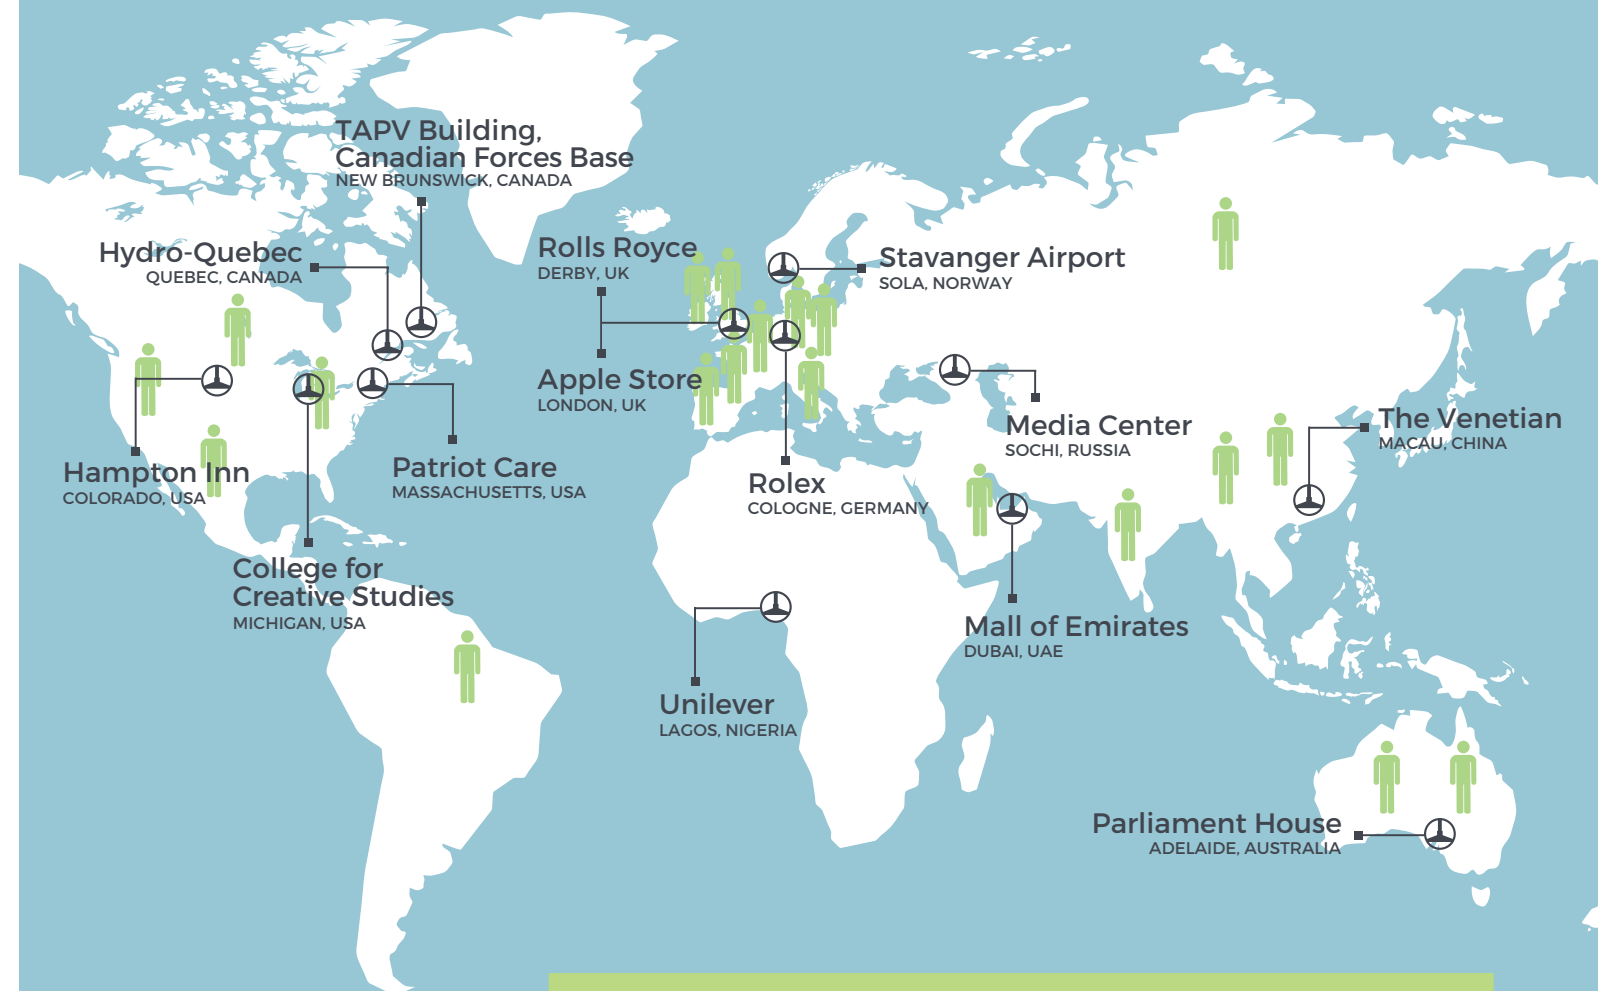 TAPV Building,
Canadian Forces Base
NEW BRUNSWICK, CANADA
Hydro-Quebec
QUEBEC, CANADA
Rolls Royce
DERBY, UK
Stavanger Airport
SOLA, NORWAY
Apple Store
LONDON, UK
Media Center
SOCHI, RUSSIA
The Venetian
MACAU, CHINA
Hampton Inn
COLORADO, USA
Patriot Care
MASSACHUSETTS, USA
Rolex
COLOGNE, GERMANY
College for
Creative Studies
MICHIGAN, USA
Mall of Emirates
DUBAI, UAE
Unilever
LAGOS, NIGERIA
Parliament House
ADELAIDE, AUSTRALIA